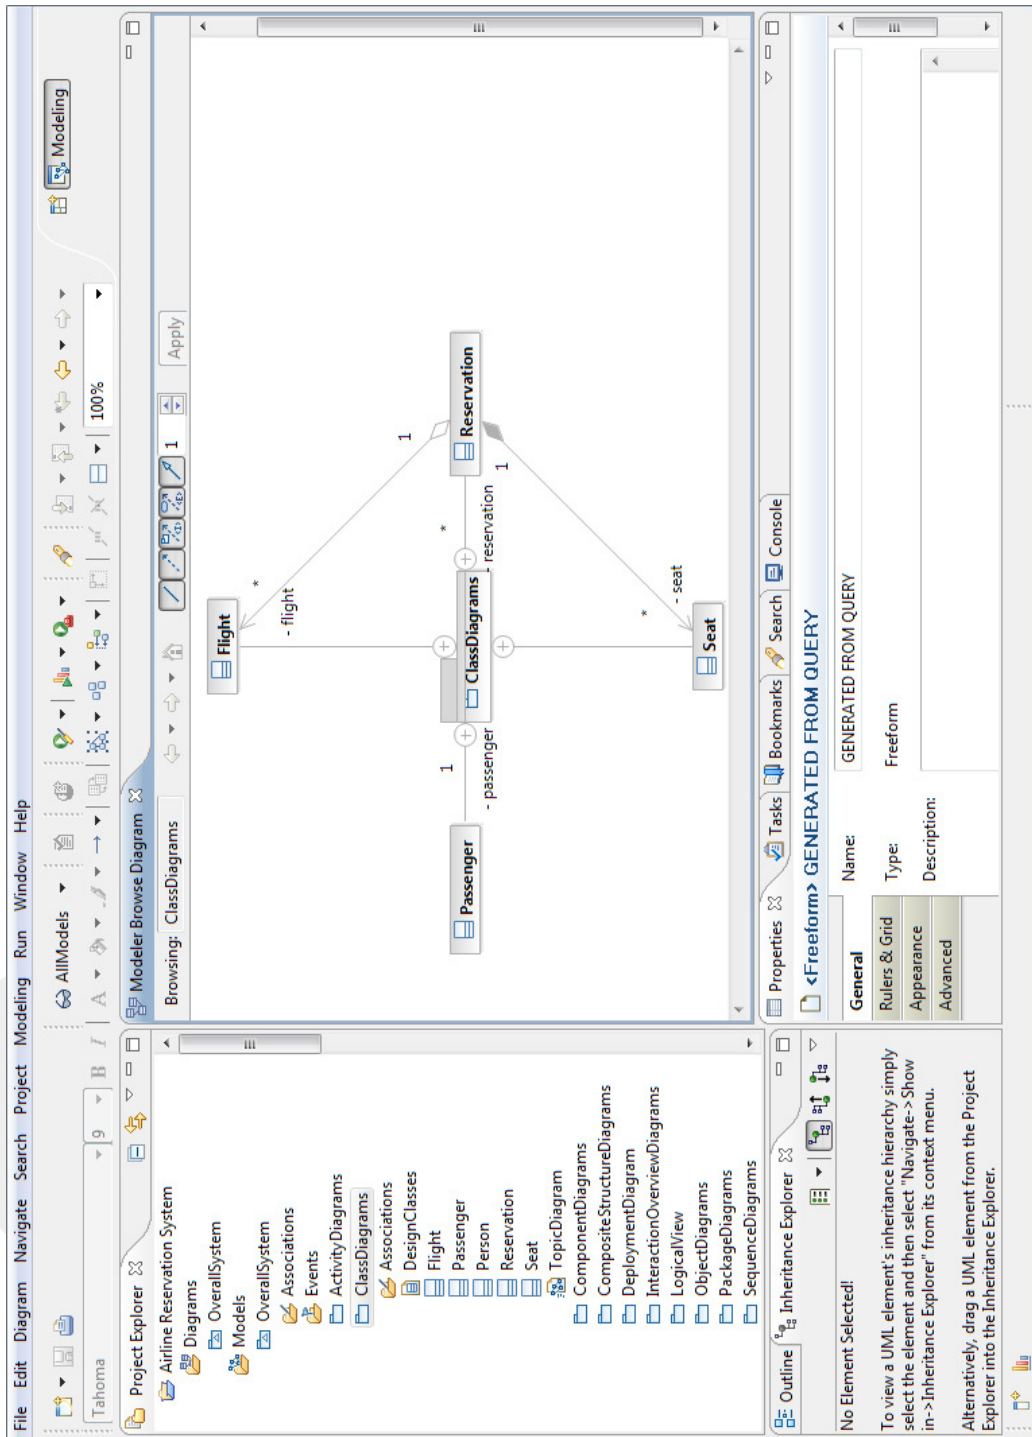 File Edit Diagram Navigate Search Project Modeling Run Window Help
AllModels
Modeling
Tahoma
9
B I A
100%
Project Explorer
Airline Reservation System
Diagrams
OverallSystem
Models
OverallSystem
Associations
Events
ActivityDiagrams
ClassDiagrams
Associations
DesignClasses
Flight
Passenger
Person
Reservation
Seat
TopicDiagram
ComponentDiagrams
CompositeStructureDiagrams
DeploymentDiagram
InteractionOverviewDiagrams
LogicalView
ObjectDiagrams
PackageDiagrams
SequenceDiagrams
Modeler Browse Diagram
Browsing: ClassDiagrams
1
Apply
Flight
- flight
*
1
Passenger
1
- passenger
ClassDiagrams
*
- reservation
Reservation
1
*
- seat
Seat
Outline Inheritance Explorer
No Element Selected!
To view a UML element's inheritance hierarchy simply
select the element and then select "Navigate->Show
in->Inheritance Explorer" from its context menu.
Alternatively, drag a UML element from the Project
Explorer into the Inheritance Explorer.
Properties Tasks Bookmarks Search Console
<Freeform> GENERATED FROM QUERY
General
Rulers & Grid
Appearance
Advanced
Name: GENERATED FROM QUERY
Type: Freeform
Description: